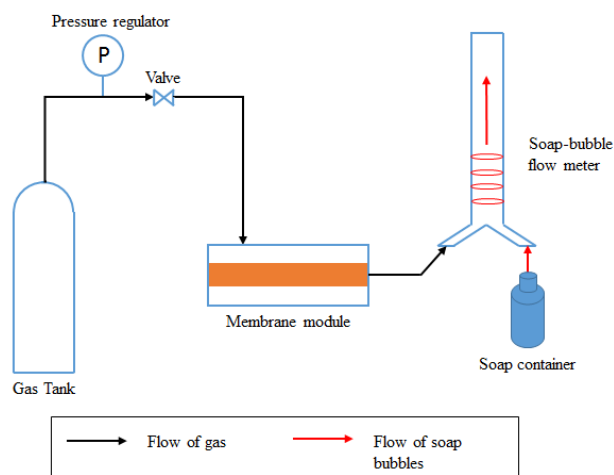 Pressure regulator
P
Valve
Soap-bubble
flow meter
Membrane module
Soap container
Gas Tank
Flow of gas
Flow of soap
bubbles